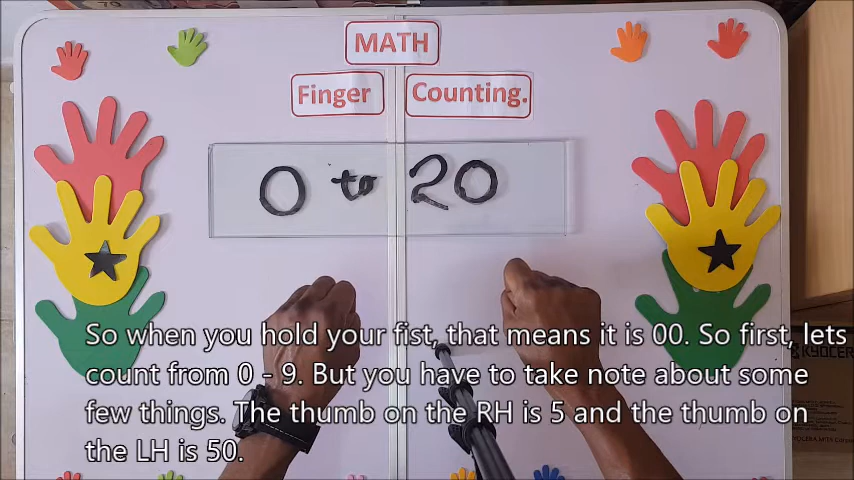 MATH
Finger Counting.
0 to 20
So when you hold your fist, that means it is 00. So first, lets
count from 0 - 9. But you have to take note about some
few things. The thumb on the RH is 5 and the thumb on
the LH is 50.
KYOCERA